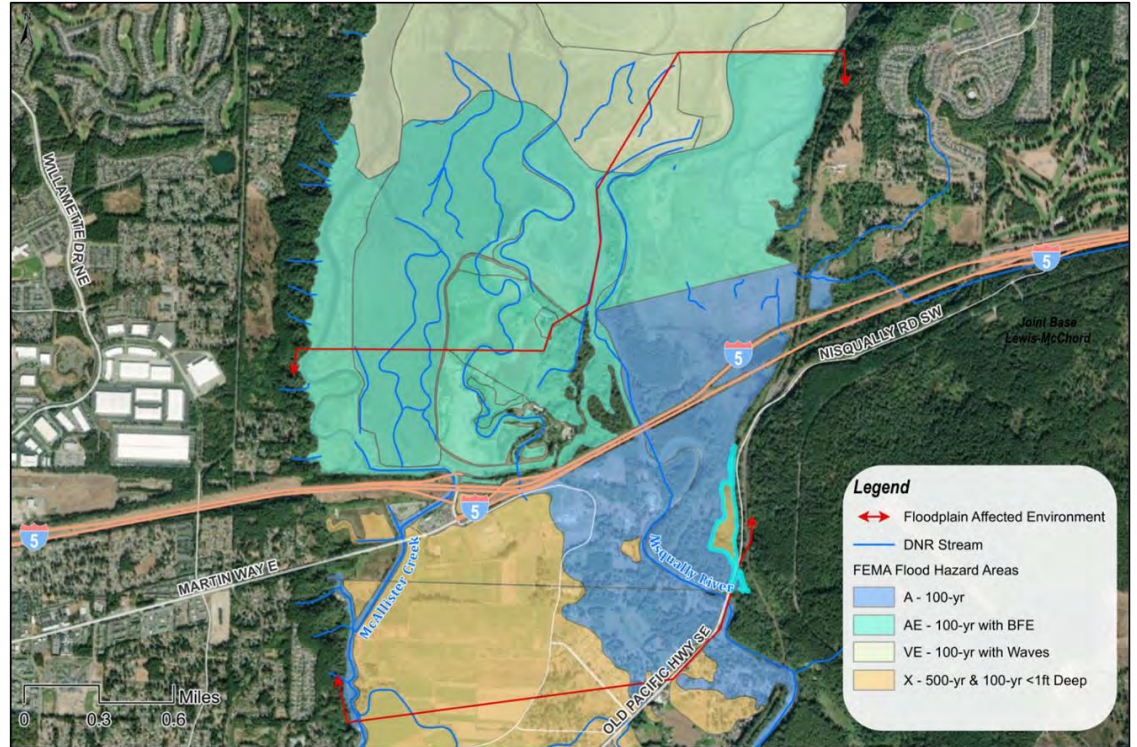 N
WILLAMETTE DR NE
5
5
NISQUALLY RD SW
Joint Base
Lewis-McChord
5
5
MARTIN WAY E
McAllister Creek
Nisqually River
OLD PACIFIC HWY SE
Miles
0 0.3 0.6
Legend
Floodplain Affected Environment
DNR Stream
FEMA Flood Hazard Areas
A - 100-yr
AE - 100-yr with BFE
VE - 100-yr with Waves
X - 500-yr & 100-yr <1ft Deep